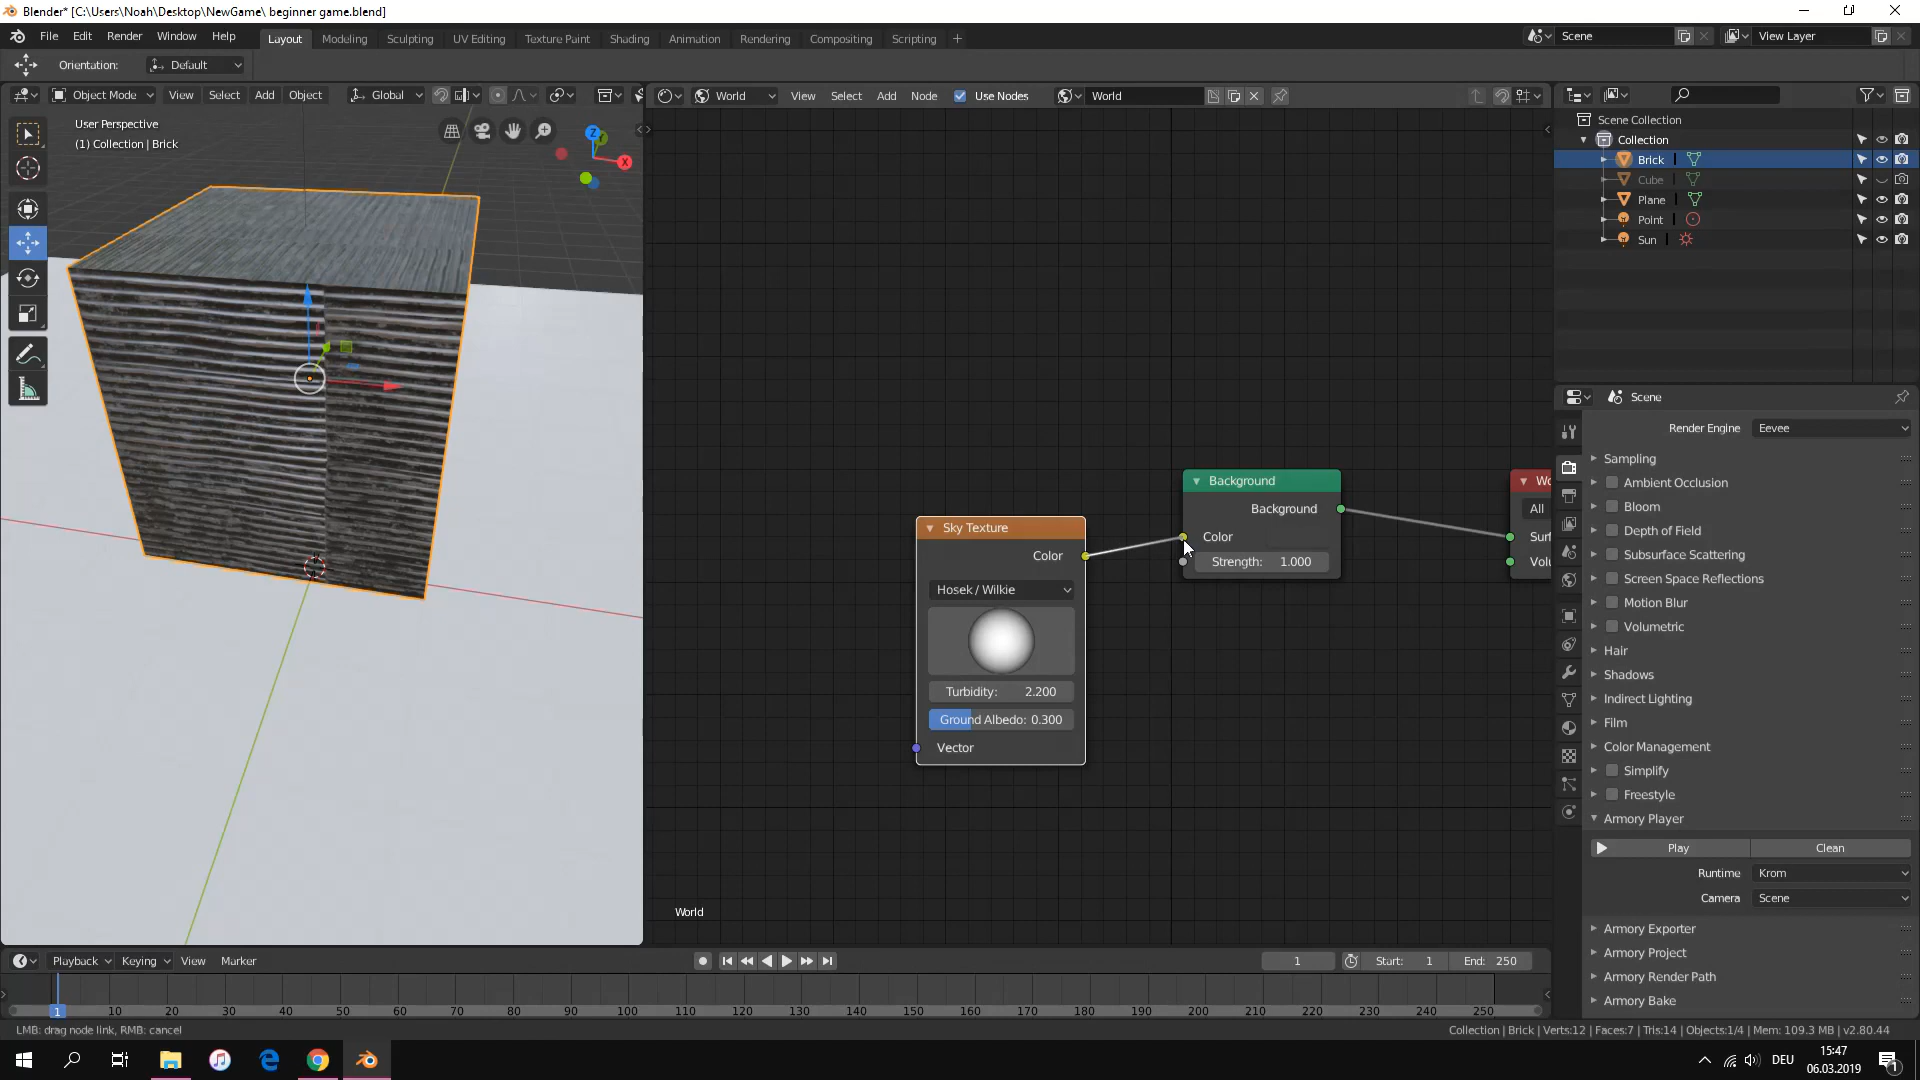 Blender* [C:\Users\Noah\Desktop\NewGame\ beginner game.blend]
File Edit Render Window Help Layout Modeling Sculpting UV Editing Texture Paint Shading Animation Rendering Compositing Scripting + Scene View Layer
Orientation: Default
Object Mode View Select Add Object Global World View Select Add Node Use Nodes World
User Perspective
(1) Collection | Brick
Z
X
Scene Collection
Collection
Brick
Cube
Plane
Point
Sun
Scene
Render Engine Eevee
Sampling
Ambient Occlusion
Bloom
Depth of Field
Subsurface Scattering
Screen Space Reflections
Motion Blur
Volumetric
Hair
Shadows
Indirect Lighting
Film
Color Management
Simplify
Freestyle
Armory Player
Play Clean
Runtime Krom
Camera Scene
Armory Exporter
Armory Project
Armory Render Path
Armory Bake
Background
Background
Color
Strength: 1.000
Sky Texture
Color
Hosek / Wilkie
Turbidity: 2.200
Ground Albedo: 0.300
Vector
Wo
All
Surf
Volu
World
Playback Keying View Marker 1 Start: 1 End: 250
1 10 20 30 40 50 60 70 80 90 100 110 120 130 140 150 160 170 180 190 200 210 220 230 240 250
LMB: drag node link, RMB: cancel
Collection | Brick | Verts:12 | Faces:7 | Tris:14 | Objects:1/4 | Mem: 109.3 MB | v2.80.44
DEU
15:47
06.03.2019
1